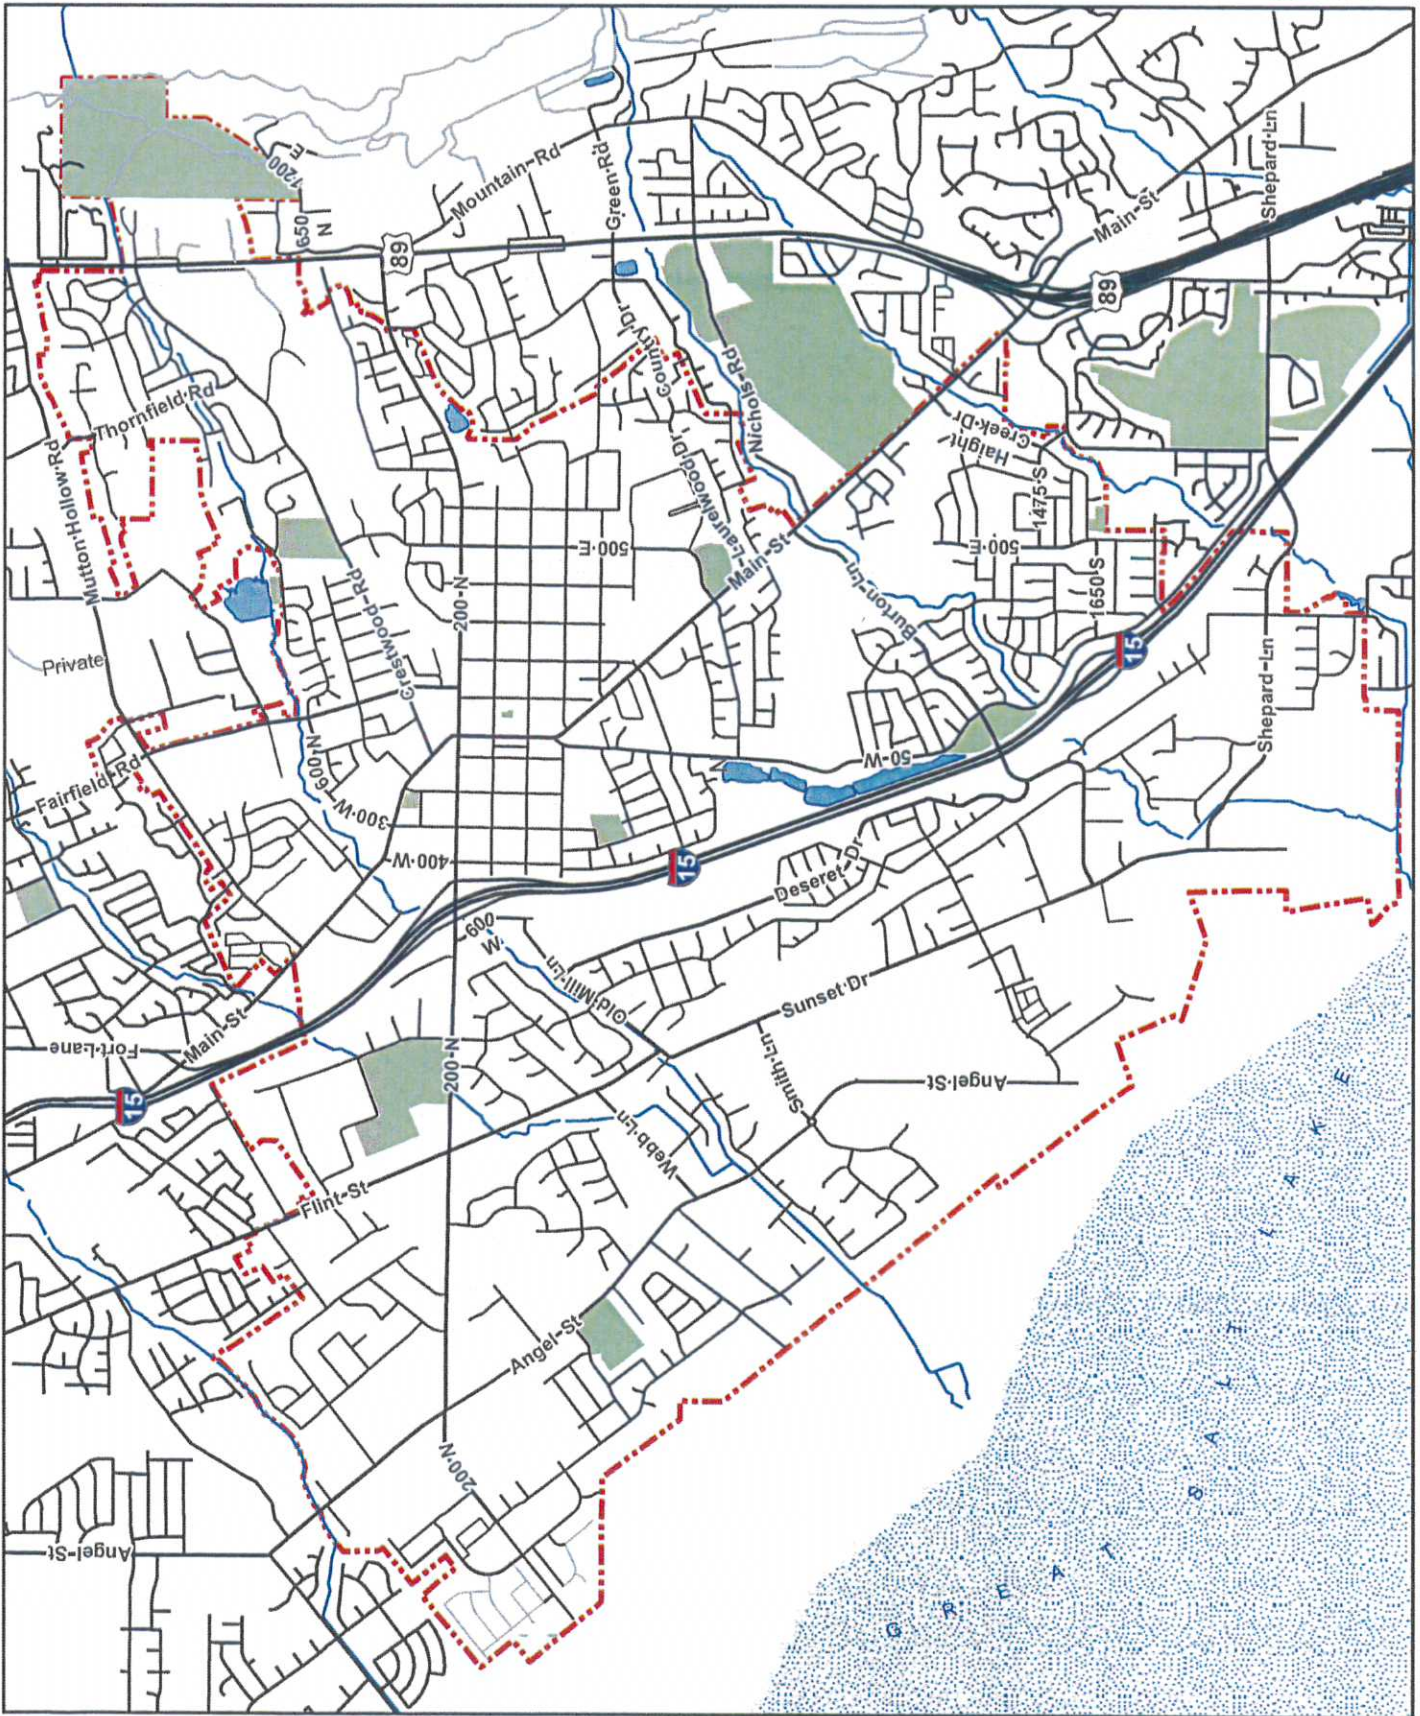 Mountain Rd
Green Rd
1200
E
650
N
89
Main St
Shepard Ln
89
Thornfield Rd
Mutton Hollow Rd
Country Dr
Nichols Rd
Laurelwood Dr
Haight
Creek Dr
1475 S
500 E
500 E
Main St
1650 S
Crestwood Rd
200 N
Burton Ln
15
Private
Shepard Ln
Fairfield Rd
600 N
300 W
50 W
400 W
15
Deseret Dr
600
W
Old Mill Ln
Sunset Dr
Main St
Fort Lane
15
200 N
Smith Ln
Angel St
Webb Ln
Flint St
Angel St
200 N
Angel St
GREAT SALT LAKE